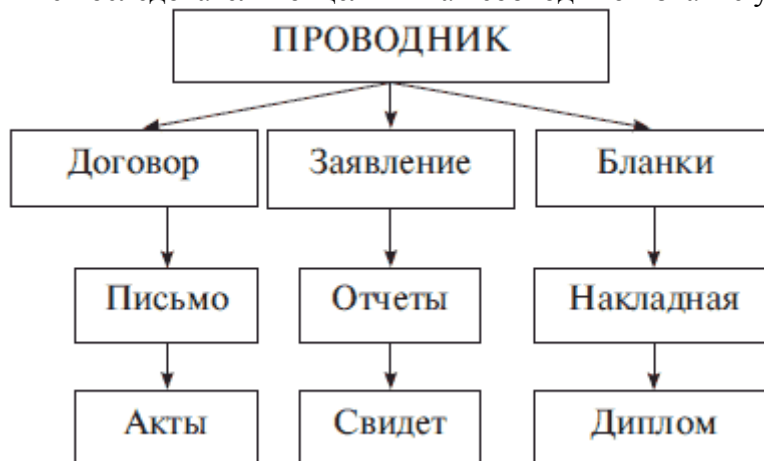 ПРОВОДНИК
Договор Заявление Бланки
Письмо Отчеты Накладная
Акты Свидет Диплом